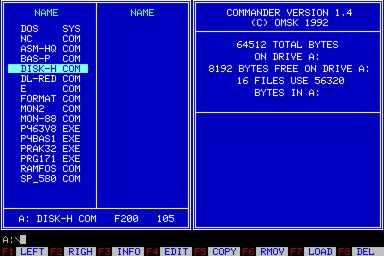 NAME NAME
DOS SYS
NC COM
ASM-HQ COM
BAS-P COM
DISK-H COM
DL-RED COM
E COM
FORMAT COM
MON2 COM
MON-88 COM
P463V8 EXE
P4BAS1 EXE
PRAK32 EXE
PRG171 EXE
RAMFOS COM
SP_580 COM
A: DISK-H COM F200 105
COMMANDER VERSION 1.4
(C) OMSK 1992
64512 TOTAL BYTES
ON DRIVE A:
8192 BYTES FREE ON DRIVE A:
16 FILES USE 56320
BYTES IN A:
A:\
F1 LEFT F2 RIGH F3 INFO F4 EDIT F5 COPY F6 RMOV F7 LOAD F8 DEL